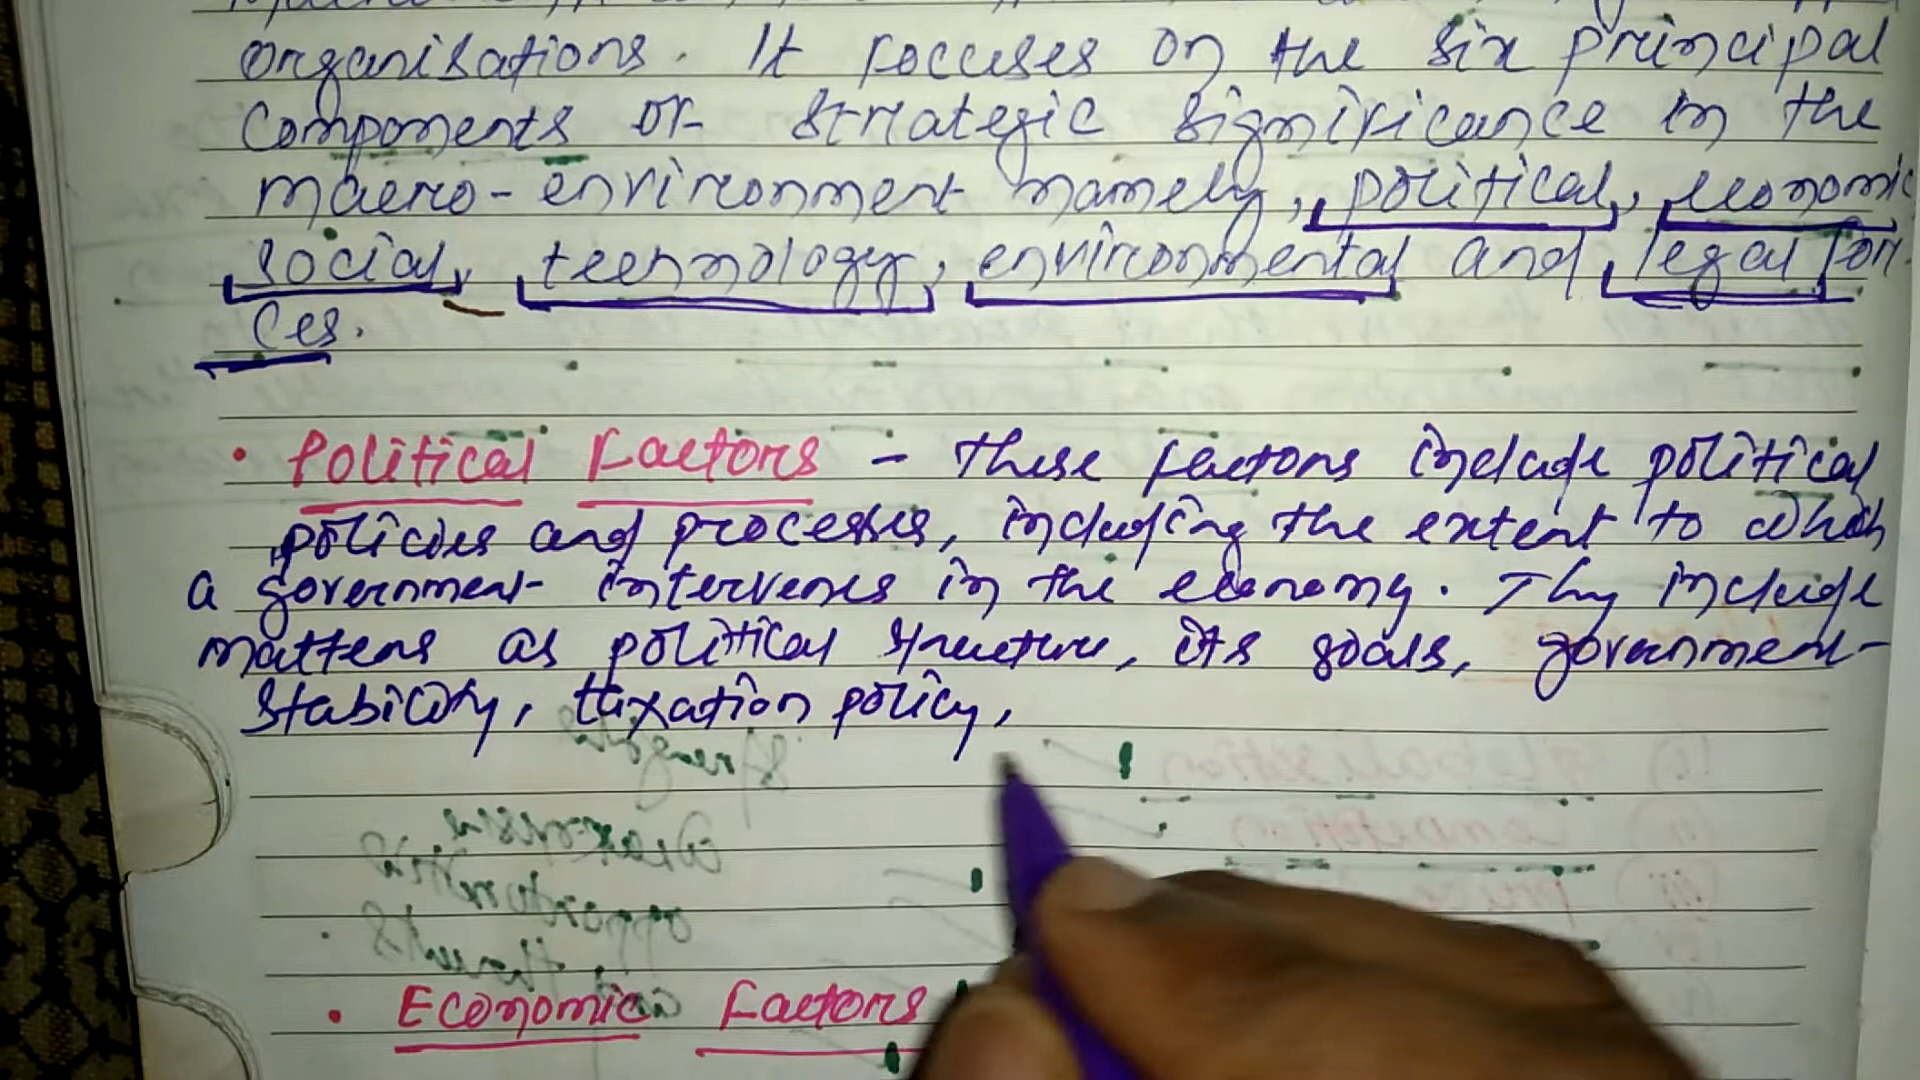 organisations. It focuses on the six principal
components of strategic significance in the
macro-environment namely, political, economic
social, technology, environmental and legal for-
ces.
• Political Factors - These factors include political
policies and processes, including the extent to which
a government intervenes in the economy. They include
matters as political structure, its goals, government
stability, taxation policy,
• Economic Factors